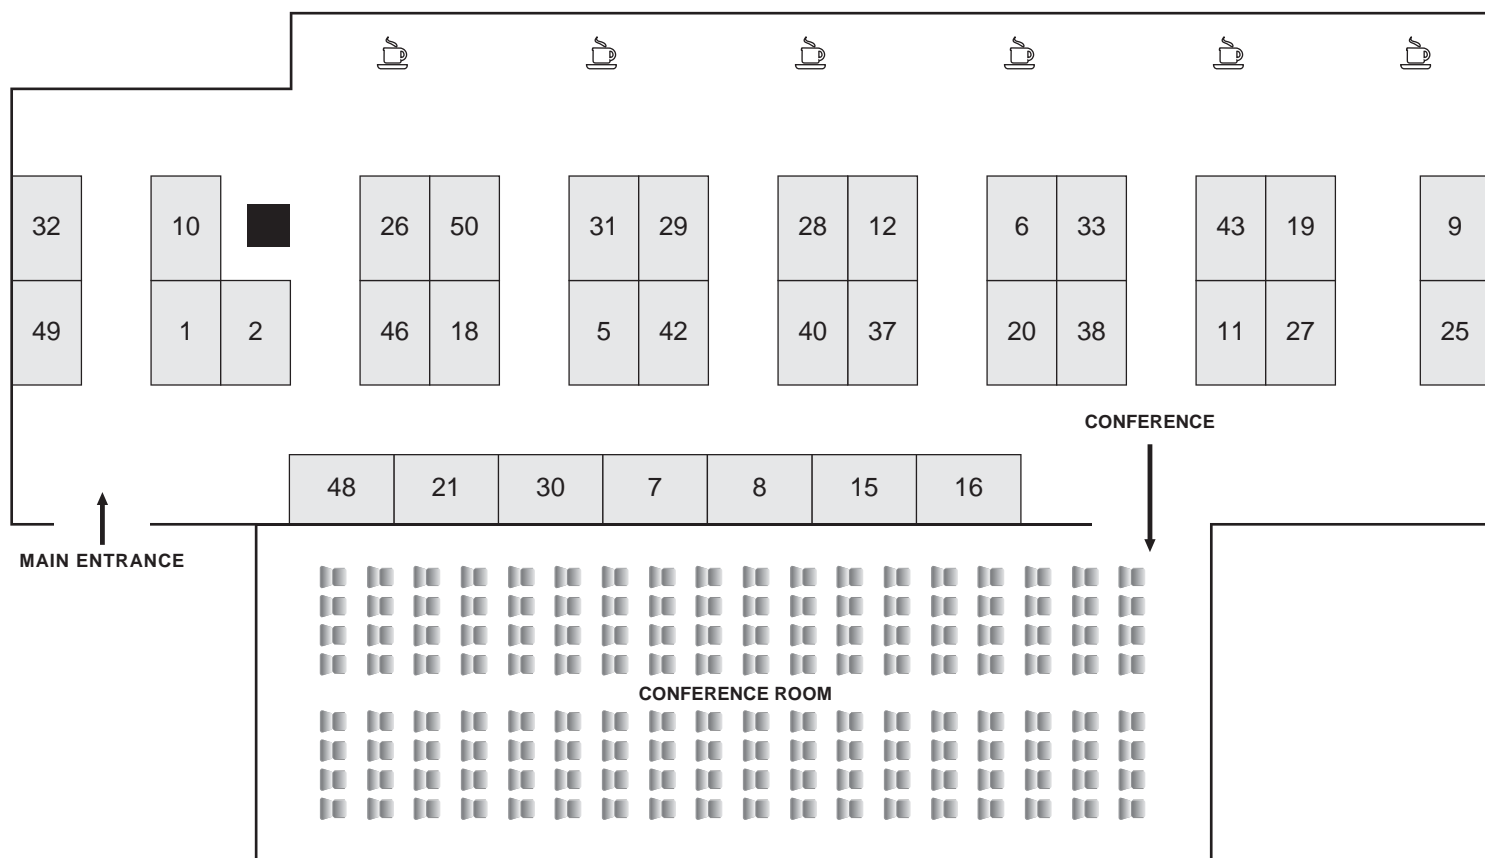 32 10 26 50 31 29 28 12 6 33 43 19 9
49 1 2 46 18 5 42 40 37 20 38 11 27 25
CONFERENCE
48 21 30 7 8 15 16
MAIN ENTRANCE
CONFERENCE ROOM